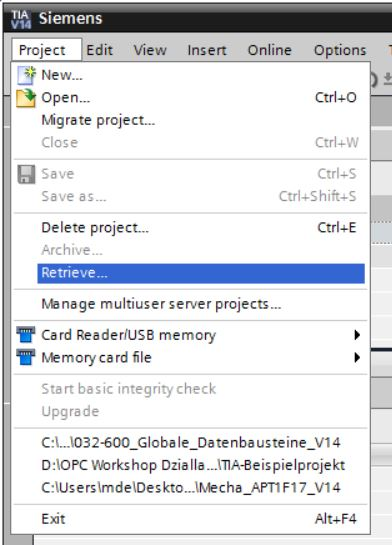 TIA
V14 Siemens
Project Edit View Insert Online Options
New...
Open... Ctrl+O
Migrate project...
Close Ctrl+W
Save Ctrl+S
Save as... Ctrl+Shift+S
Delete project... Ctrl+E
Archive...
Retrieve...
Manage multiuser server projects...
Card Reader/USB memory
Memory card file
Start basic integrity check
Upgrade
C:\...\032-600_Globale_Datenbausteine_V14
D:\OPC Workshop Dzialla...\TIA-Beispielprojekt
C:\Users\mde\Deskto...\Mecha_APT1F17_V14
Exit Alt+F4